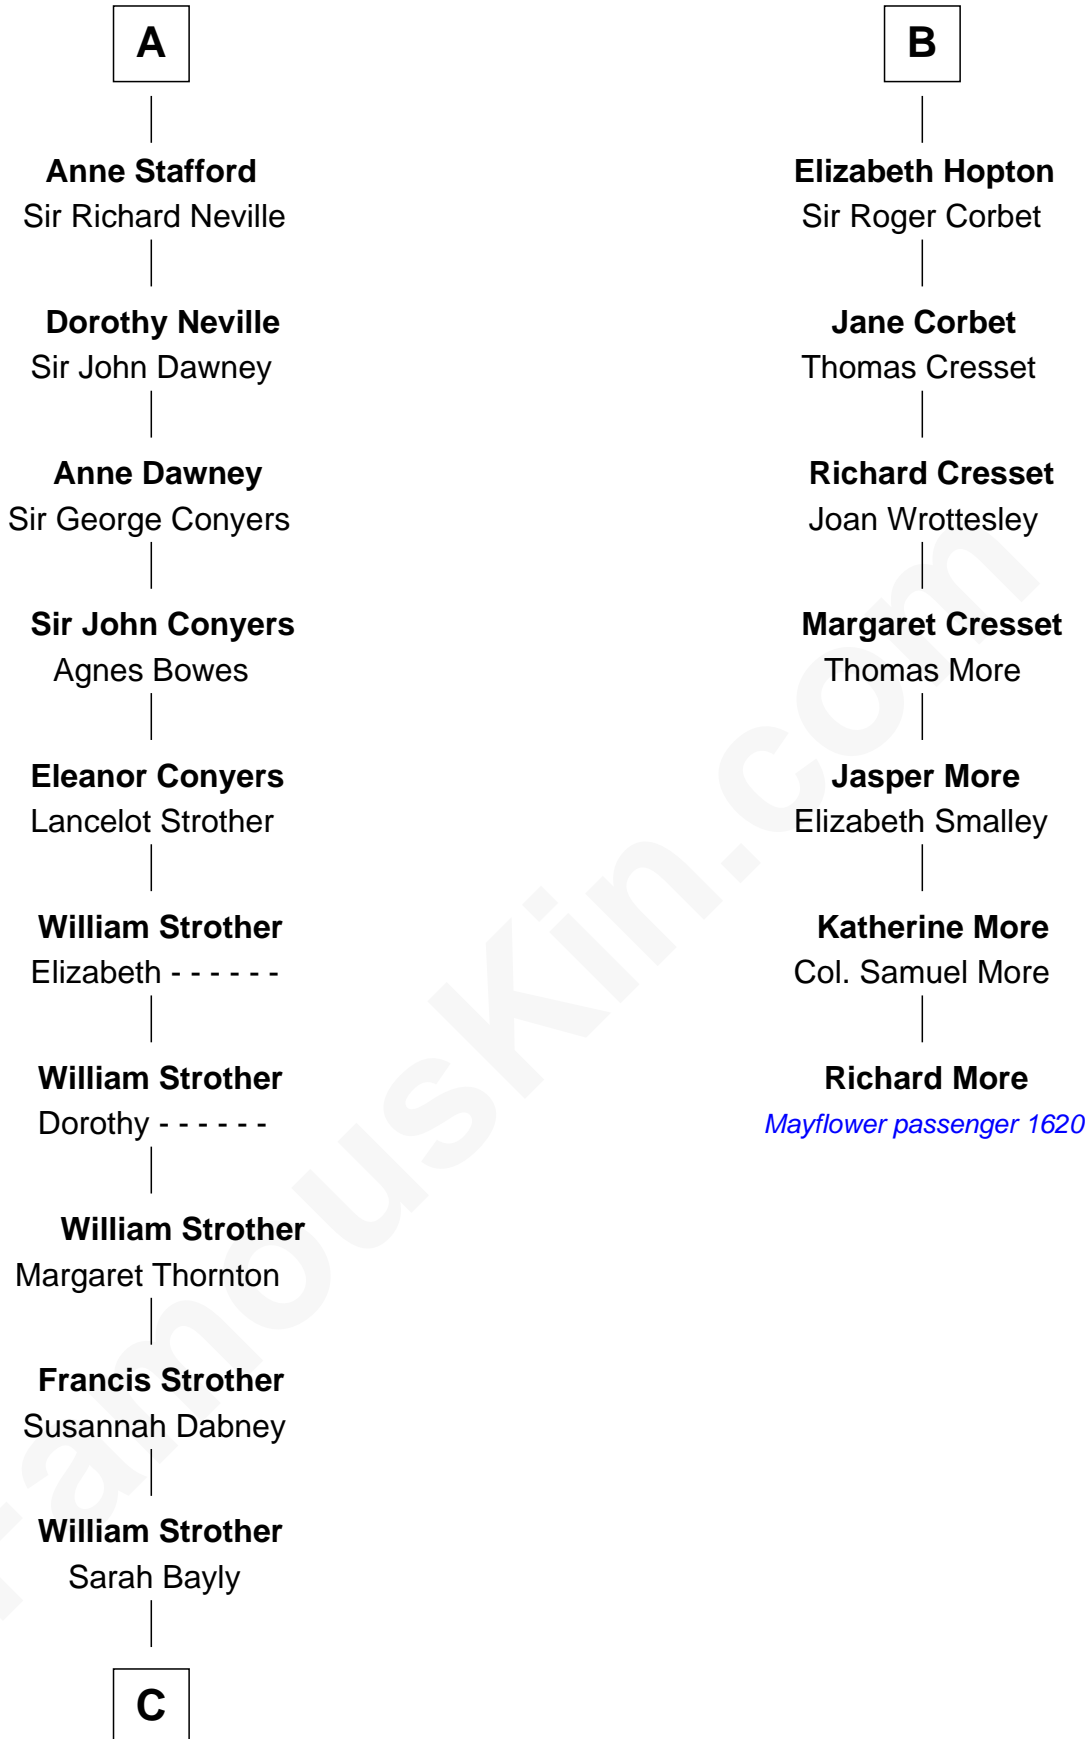 A
Anne Stafford
Sir Richard Neville
Dorothy Neville
Sir John Dawney
Anne Dawney
Sir George Conyers
Sir John Conyers
Agnes Bowes
Eleanor Conyers
Lancelot Strother
William Strother
Elizabeth - - - - - -
William Strother
Dorothy - - - - - -
William Strother
Margaret Thornton
Francis Strother
Susannah Dabney
William Strother
Sarah Bayly
C
B
Elizabeth Hopton
Sir Roger Corbet
Jane Corbet
Thomas Cresset
Richard Cresset
Joan Wrottesley
Margaret Cresset
Thomas More
Jasper More
Elizabeth Smalley
Katherine More
Col. Samuel More
Richard More
Mayflower passenger 1620
FamousKin.com